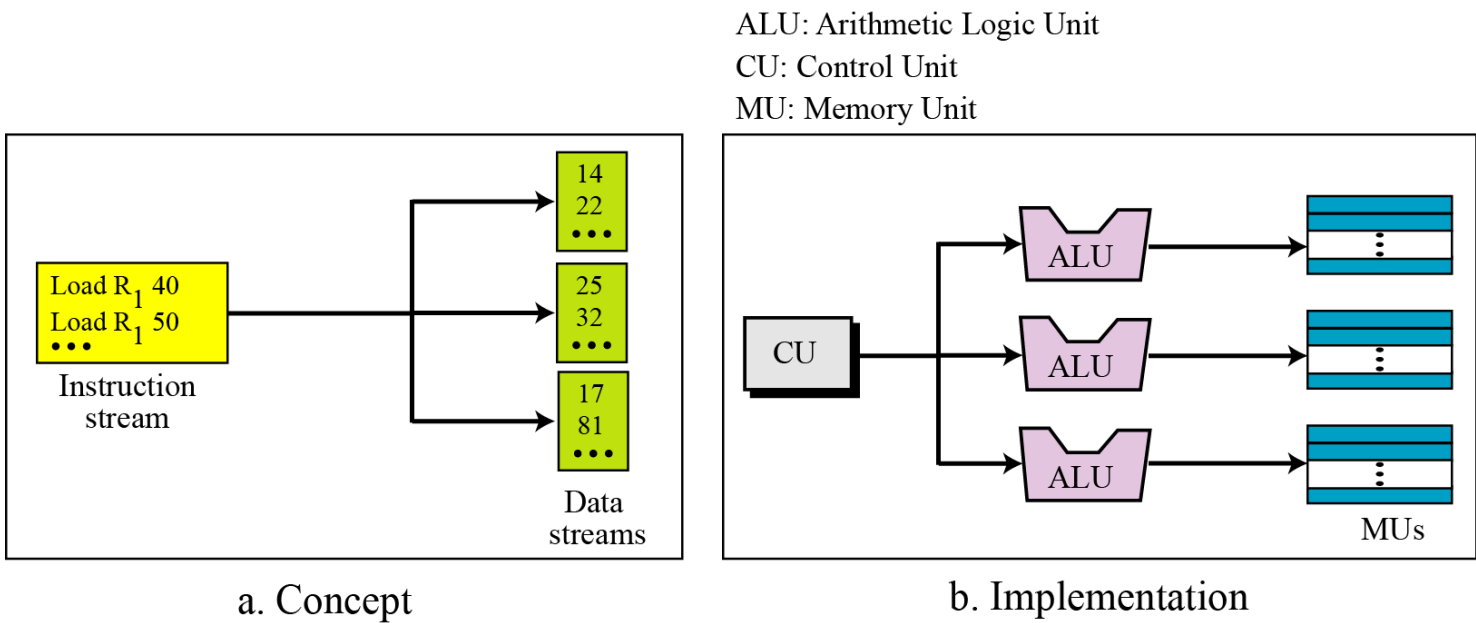 ALU: Arithmetic Logic Unit
CU: Control Unit
MU: Memory Unit
Load R1 40
Load R1 50
•••
Instruction
stream
14
22
•••
25
32
•••
17
81
•••
Data
streams
a. Concept
CU
ALU
ALU
ALU
MUs
b. Implementation